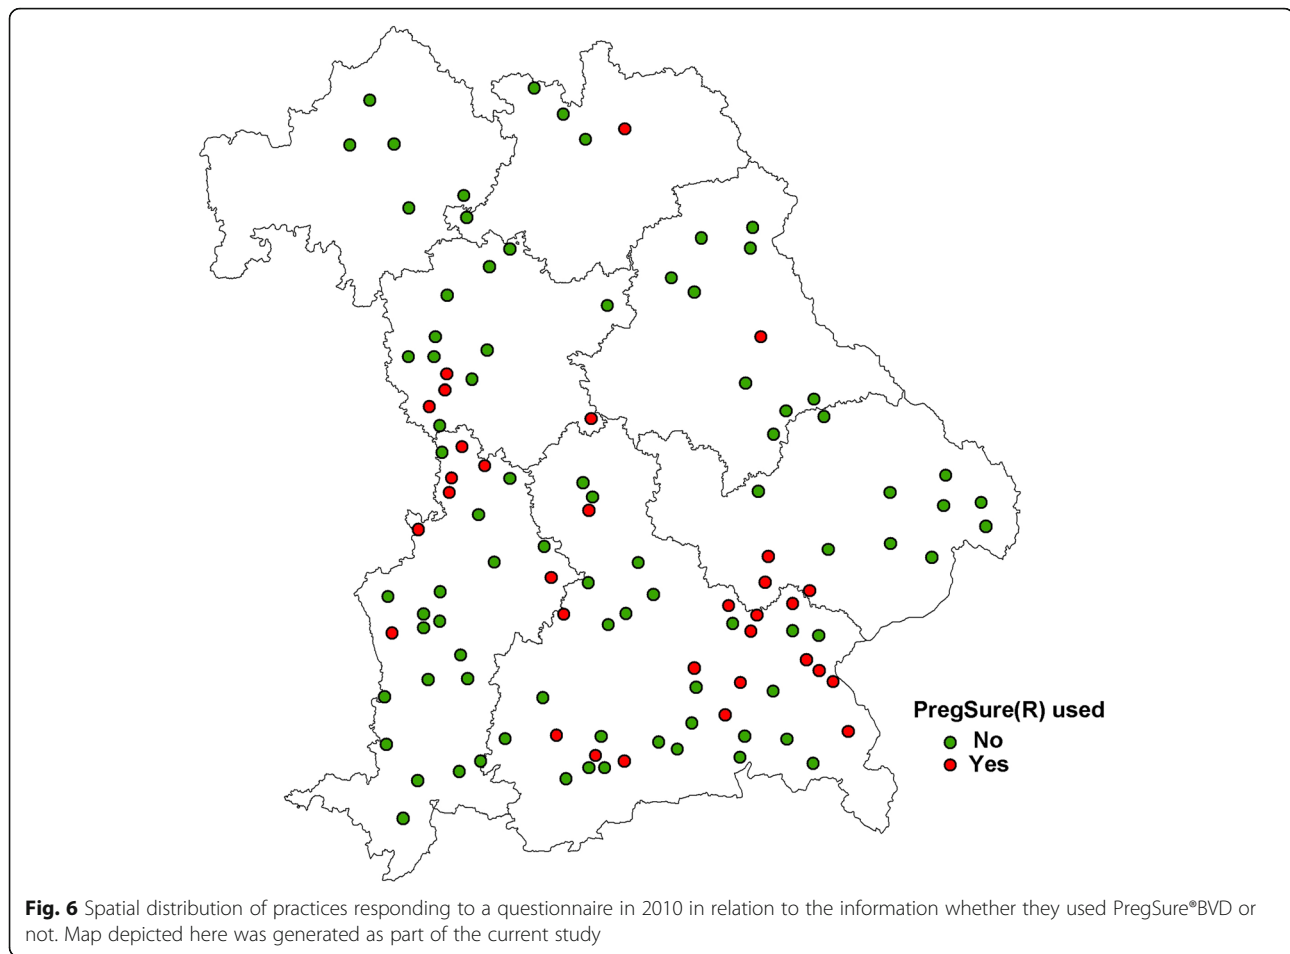 PregSure(R) used
No
Yes
Fig. 6 Spatial distribution of practices responding to a questionnaire in 2010 in relation to the information whether they used PregSure®BVD or
not. Map depicted here was generated as part of the current study